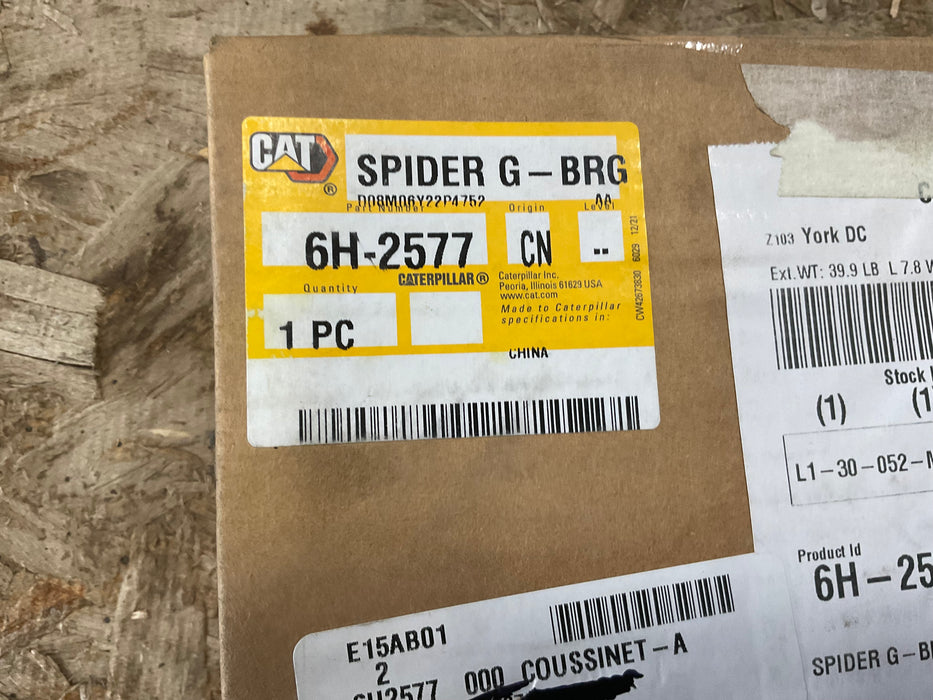 CAT
®
SPIDER G-BRG
D08M06Y22P4752 AA
Part Number Origin Level
6H-2577 CN --
CATERPILLAR®
Quantity
1 PC
Caterpillar Inc.
Peoria, Illinois 61629 USA
www.cat.com
Made to Caterpillar
specifications in:
CHINA
CW42673830 6029 12/21
C
Z103 York DC
Ext.WT: 39.9 LB L 7.8 W
Stock
(1) (1
L1-30-052-
Product Id
6H-25
SPIDER G-B
E15AB01
2
6H2577 000 COUSSINET-A